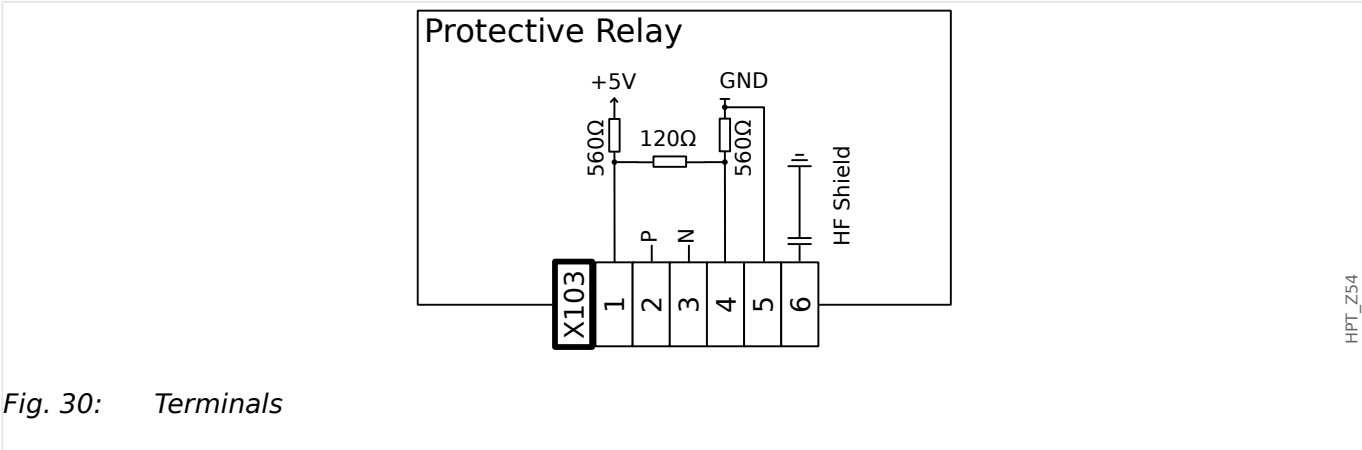 Protective Relay
+5V
GND
560Ω
120Ω
560Ω
HF Shield
P
N
X103
1
2
3
4
5
6
HPT_Z54
Fig. 30: Terminals